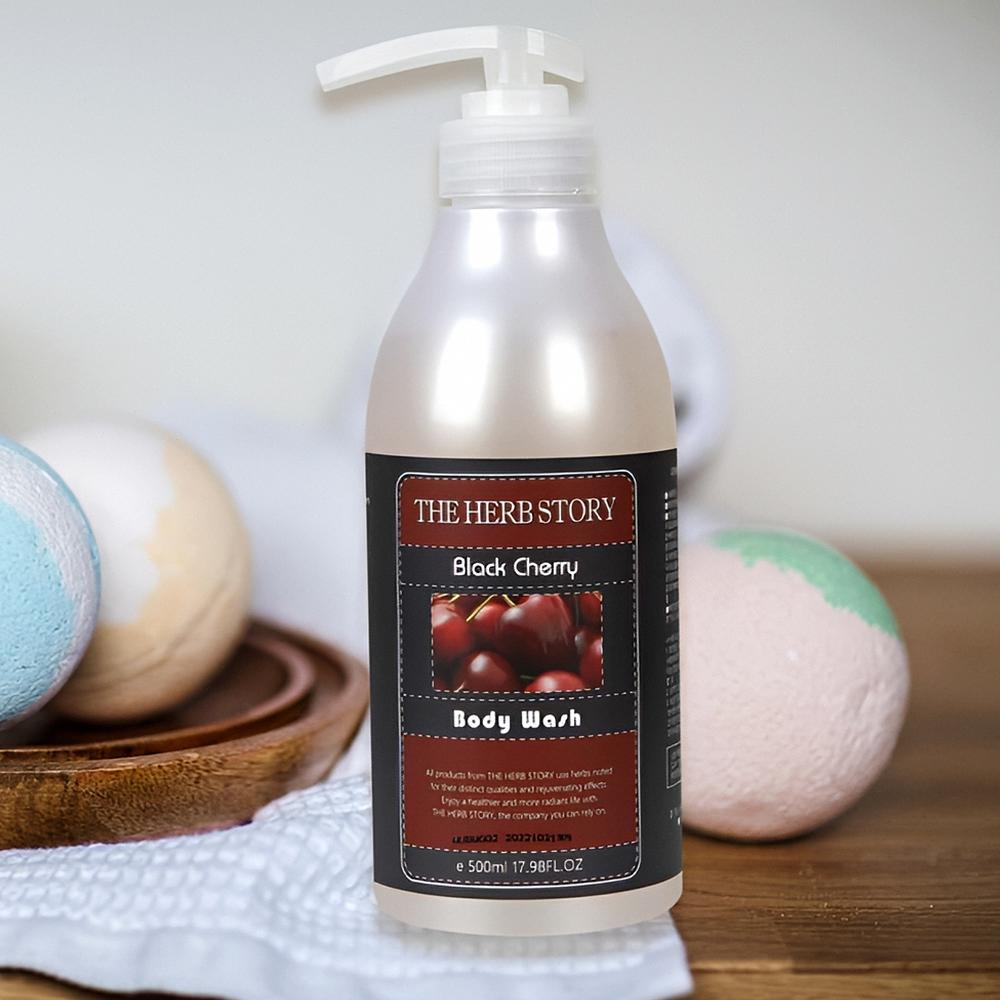 THE HERB STORY
Black Cherry
Body Wash
All products from THE HERB STORY use herbs noted
for their distinct qualities and rejuvenating effects
Enjoy a healthier and more radiant life with
THE HERB STORY, the company you can rely on.
e 500ml 17.98FL.OZ